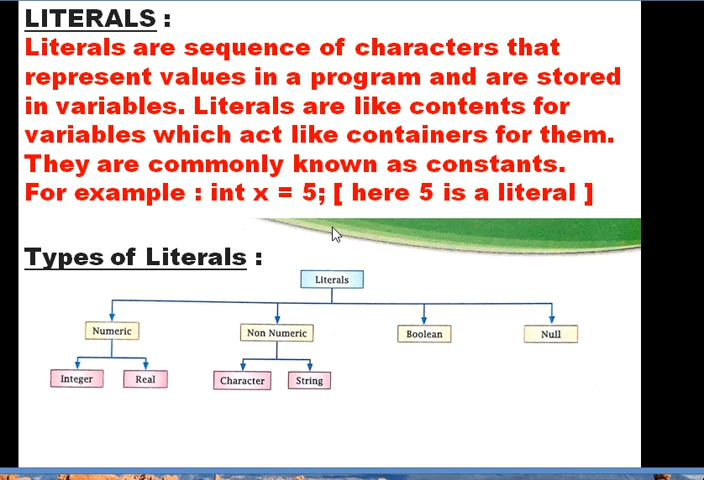 LITERALS :
Literals are sequence of characters that
represent values in a program and are stored
in variables. Literals are like contents for
variables which act like containers for them.
They are commonly known as constants.
For example : int x = 5; [ here 5 is a literal ]
Types of Literals :
Literals
Numeric
Non Numeric
Boolean
Null
Integer
Real
Character
String